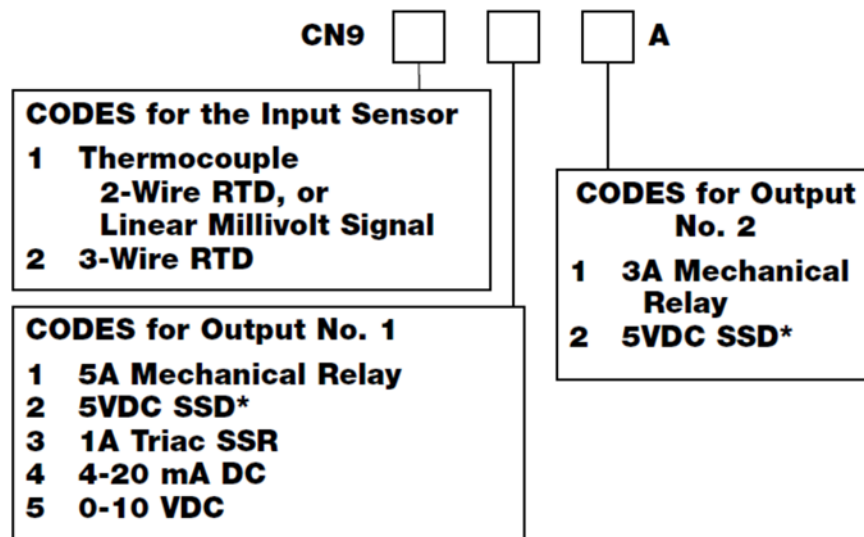 CN9 A
CODES for the Input Sensor
1 Thermocouple
2-Wire RTD, or
Linear Millivolt Signal
2 3-Wire RTD
CODES for Output No. 1
1 5A Mechanical Relay
2 5VDC SSD*
3 1A Triac SSR
4 4-20 mA DC
5 0-10 VDC
CODES for Output
No. 2
1 3A Mechanical
Relay
2 5VDC SSD*